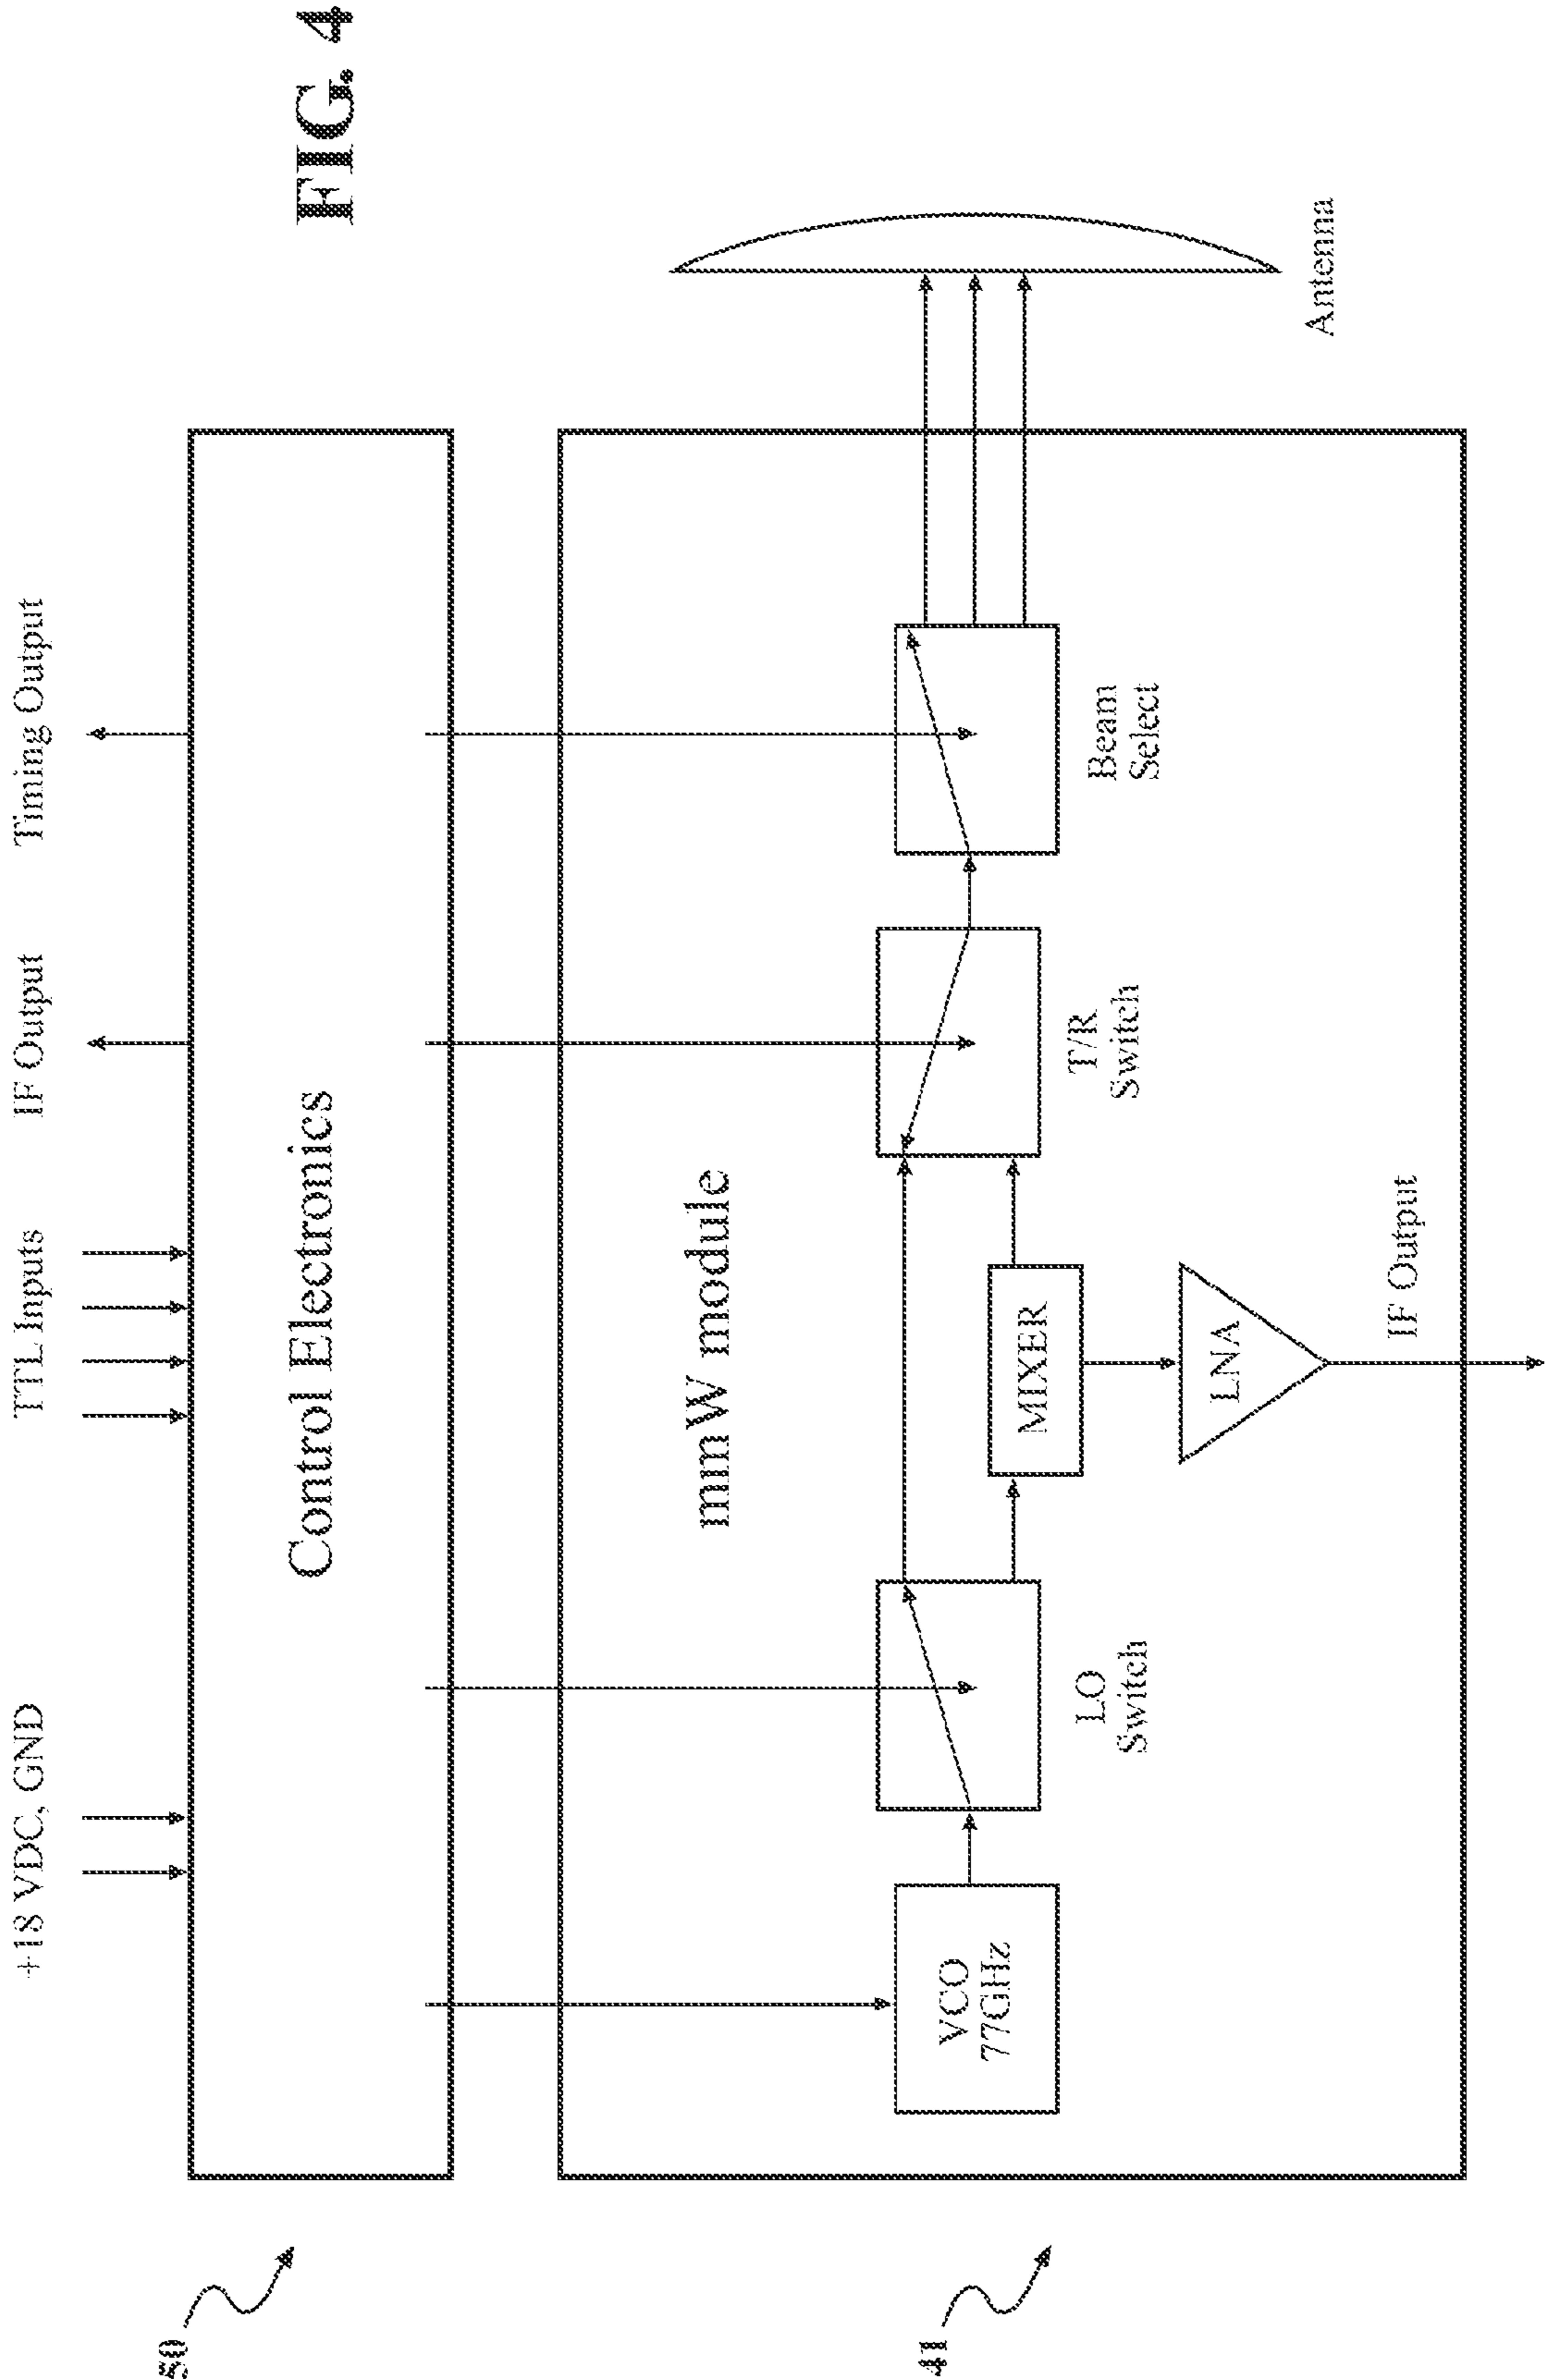 FIG. 4
+18 VDC, GND
TTL Inputs
IF Output
Timing Output
50
Control Electronics
41
mmW module
VCO
77GHz
LO
Switch
MIXER
LNA
IF Output
T/R
Switch
Beam
Select
Antenna